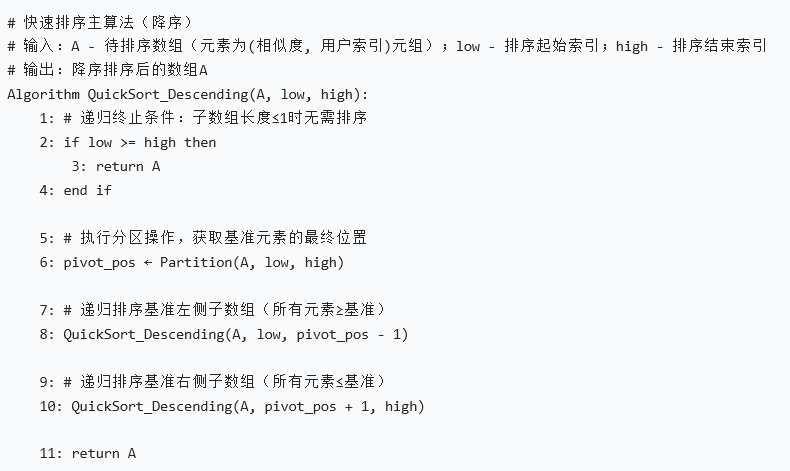 # 快速排序主算法（降序）
# 输入：A - 待排序数组（元素为(相似度, 用户索引)元组）；low - 排序起始索引；high - 排序结束索引
# 输出：降序排序后的数组A
Algorithm QuickSort_Descending(A, low, high):
    1: # 递归终止条件：子数组长度≤1时无需排序
    2: if low >= high then
        3: return A
    4: end if
    5: # 执行分区操作，获取基准元素的最终位置
    6: pivot_pos ← Partition(A, low, high)
    7: # 递归排序基准左侧子数组（所有元素≥基准）
    8: QuickSort_Descending(A, low, pivot_pos - 1)
    9: # 递归排序基准右侧子数组（所有元素≤基准）
    10: QuickSort_Descending(A, pivot_pos + 1, high)
    11: return A